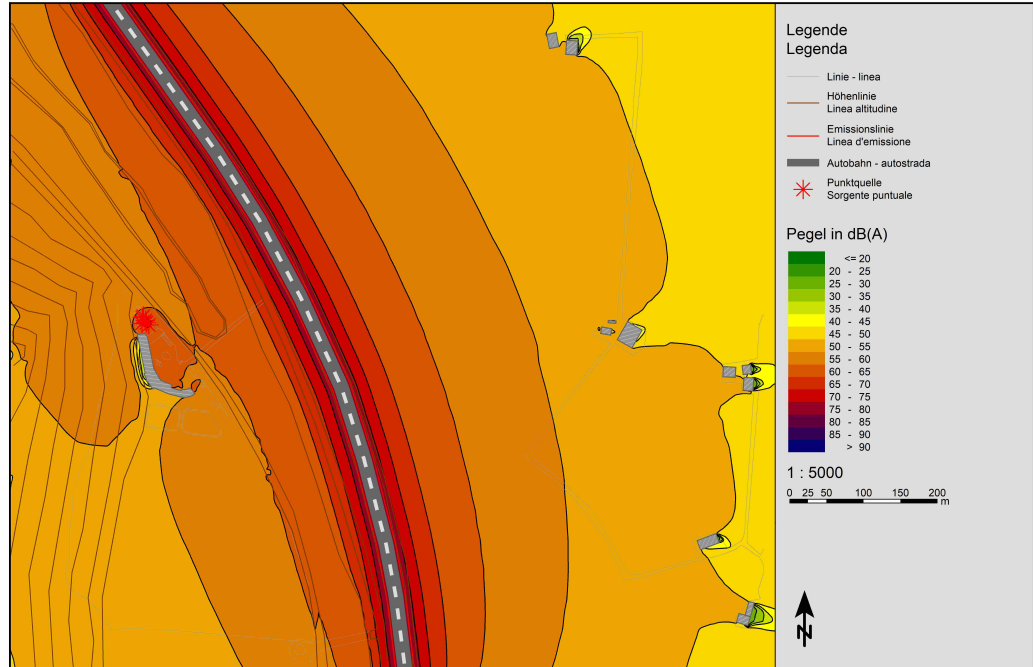 Legende
Legenda
Linie - linea
Höhenlinie
Linea altitudine
Emissionslinie
Linea d'emissione
Autobahn - autostrada
Punktquelle
Sorgente puntuale
Pegel in dB(A)
<= 20
20 - 25
25 - 30
30 - 35
35 - 40
40 - 45
45 - 50
50 - 55
55 - 60
60 - 65
65 - 70
70 - 75
75 - 80
80 - 85
85 - 90
> 90
1 : 5000
0 25 50 100 150 200
m
N